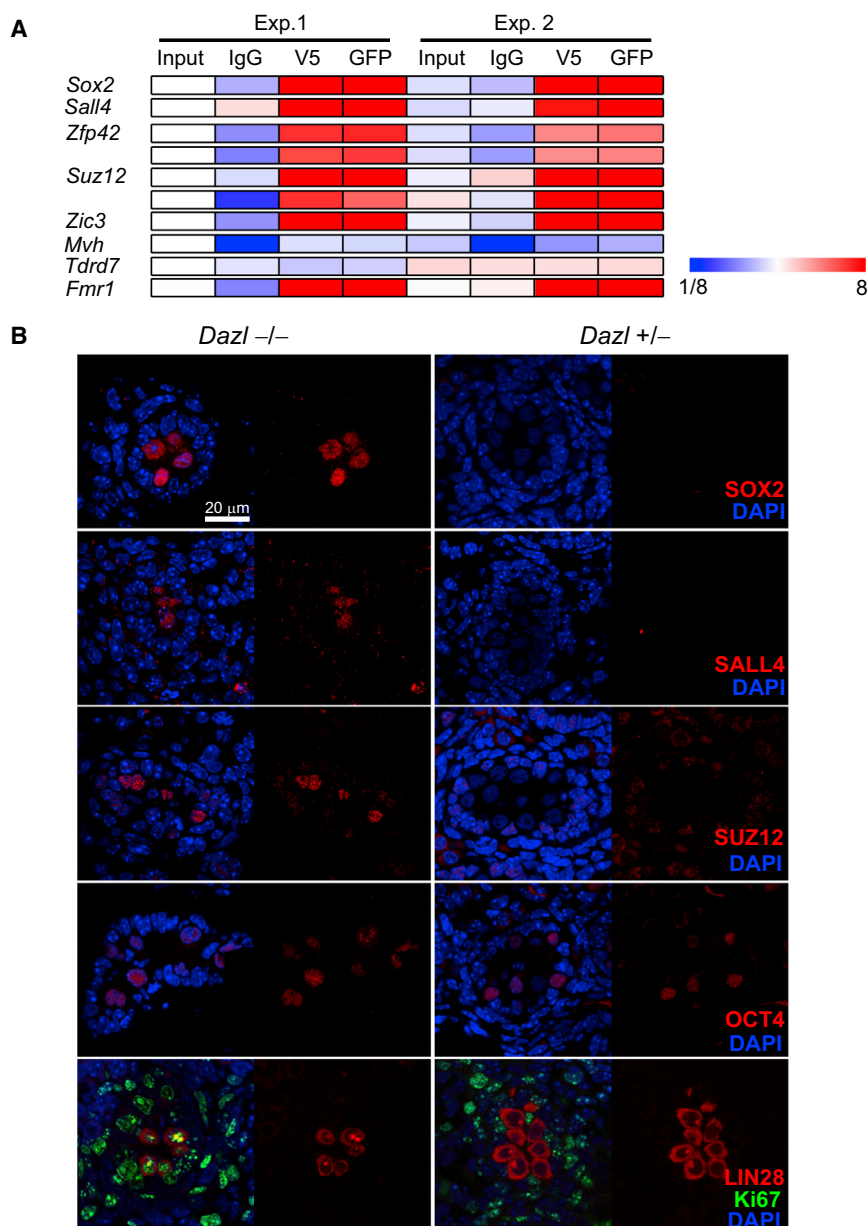 A
Exp.1 Exp. 2
Input IgG V5 GFP Input IgG V5 GFP
Sox2
Sall4
Zfp42
Suz12
Zic3
Mvh
Tdrd7
Fmr1
1/8 8
B
Dazl –/– Dazl +/–
20 μm
SOX2
DAPI
SALL4
DAPI
SUZ12
DAPI
OCT4
DAPI
LIN28
Ki67
DAPI